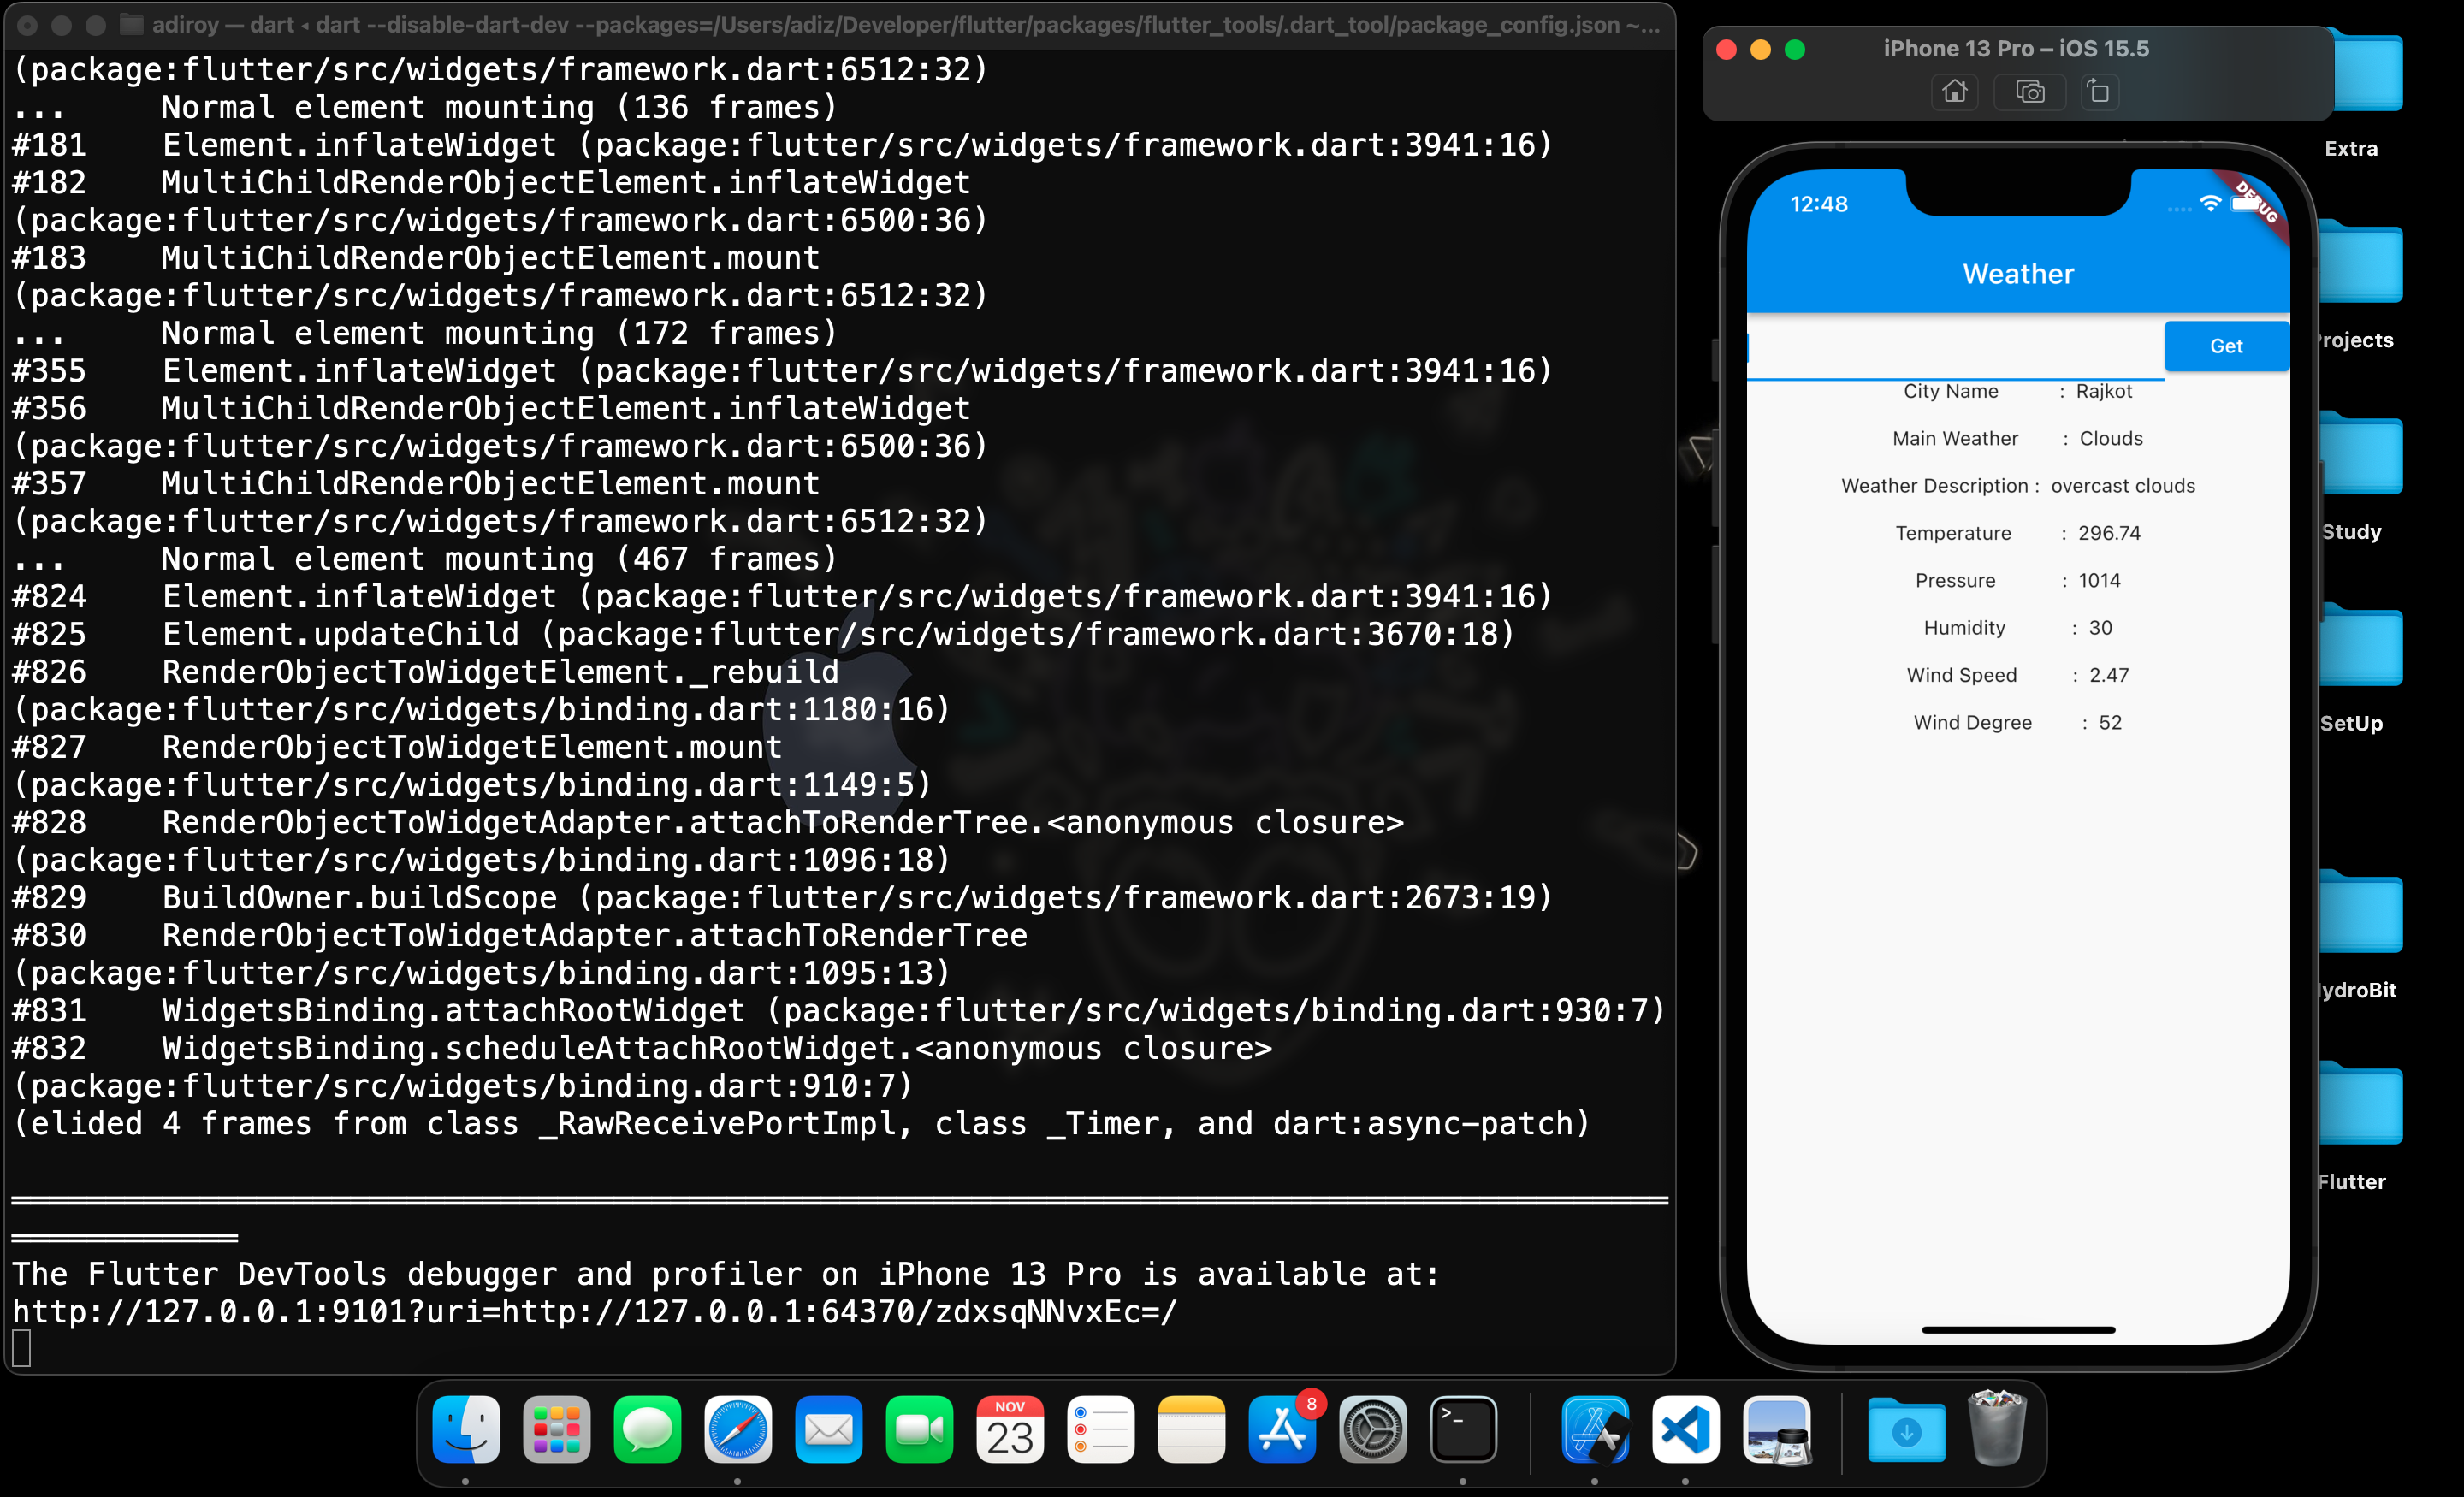 adiroy — dart ◂ dart --disable-dart-dev --packages=/Users/adiz/Developer/flutter/packages/flutter_tools/.dart_tool/package_config.json ~…
(package:flutter/src/widgets/framework.dart:6512:32)
...     Normal element mounting (136 frames)
#181    Element.inflateWidget (package:flutter/src/widgets/framework.dart:3941:16)
#182    MultiChildRenderObjectElement.inflateWidget
(package:flutter/src/widgets/framework.dart:6500:36)
#183    MultiChildRenderObjectElement.mount
(package:flutter/src/widgets/framework.dart:6512:32)
...     Normal element mounting (172 frames)
#355    Element.inflateWidget (package:flutter/src/widgets/framework.dart:3941:16)
#356    MultiChildRenderObjectElement.inflateWidget
(package:flutter/src/widgets/framework.dart:6500:36)
#357    MultiChildRenderObjectElement.mount
(package:flutter/src/widgets/framework.dart:6512:32)
...     Normal element mounting (467 frames)
#824    Element.inflateWidget (package:flutter/src/widgets/framework.dart:3941:16)
#825    Element.updateChild (package:flutter/src/widgets/framework.dart:3670:18)
#826    RenderObjectToWidgetElement._rebuild
(package:flutter/src/widgets/binding.dart:1180:16)
#827    RenderObjectToWidgetElement.mount
(package:flutter/src/widgets/binding.dart:1149:5)
#828    RenderObjectToWidgetAdapter.attachToRenderTree.<anonymous closure>
(package:flutter/src/widgets/binding.dart:1096:18)
#829    BuildOwner.buildScope (package:flutter/src/widgets/framework.dart:2673:19)
#830    RenderObjectToWidgetAdapter.attachToRenderTree
(package:flutter/src/widgets/binding.dart:1095:13)
#831    WidgetsBinding.attachRootWidget (package:flutter/src/widgets/binding.dart:930:7)
#832    WidgetsBinding.scheduleAttachRootWidget.<anonymous closure>
(package:flutter/src/widgets/binding.dart:910:7)
(elided 4 frames from class _RawReceivePortImpl, class _Timer, and dart:async-patch)
The Flutter DevTools debugger and profiler on iPhone 13 Pro is available at:
http://127.0.0.1:9101?uri=http://127.0.0.1:64370/zdxsqNNvxEc=/
iPhone 13 Pro – iOS 15.5
12:48
DEBUG
Weather
Get
City Name : Rajkot
Main Weather : Clouds
Weather Description : overcast clouds
Temperature : 296.74
Pressure : 1014
Humidity : 30
Wind Speed : 2.47
Wind Degree : 52
Extra
rojects
Study
SetUp
ydroBit
Flutter
NOV
23
8
>_